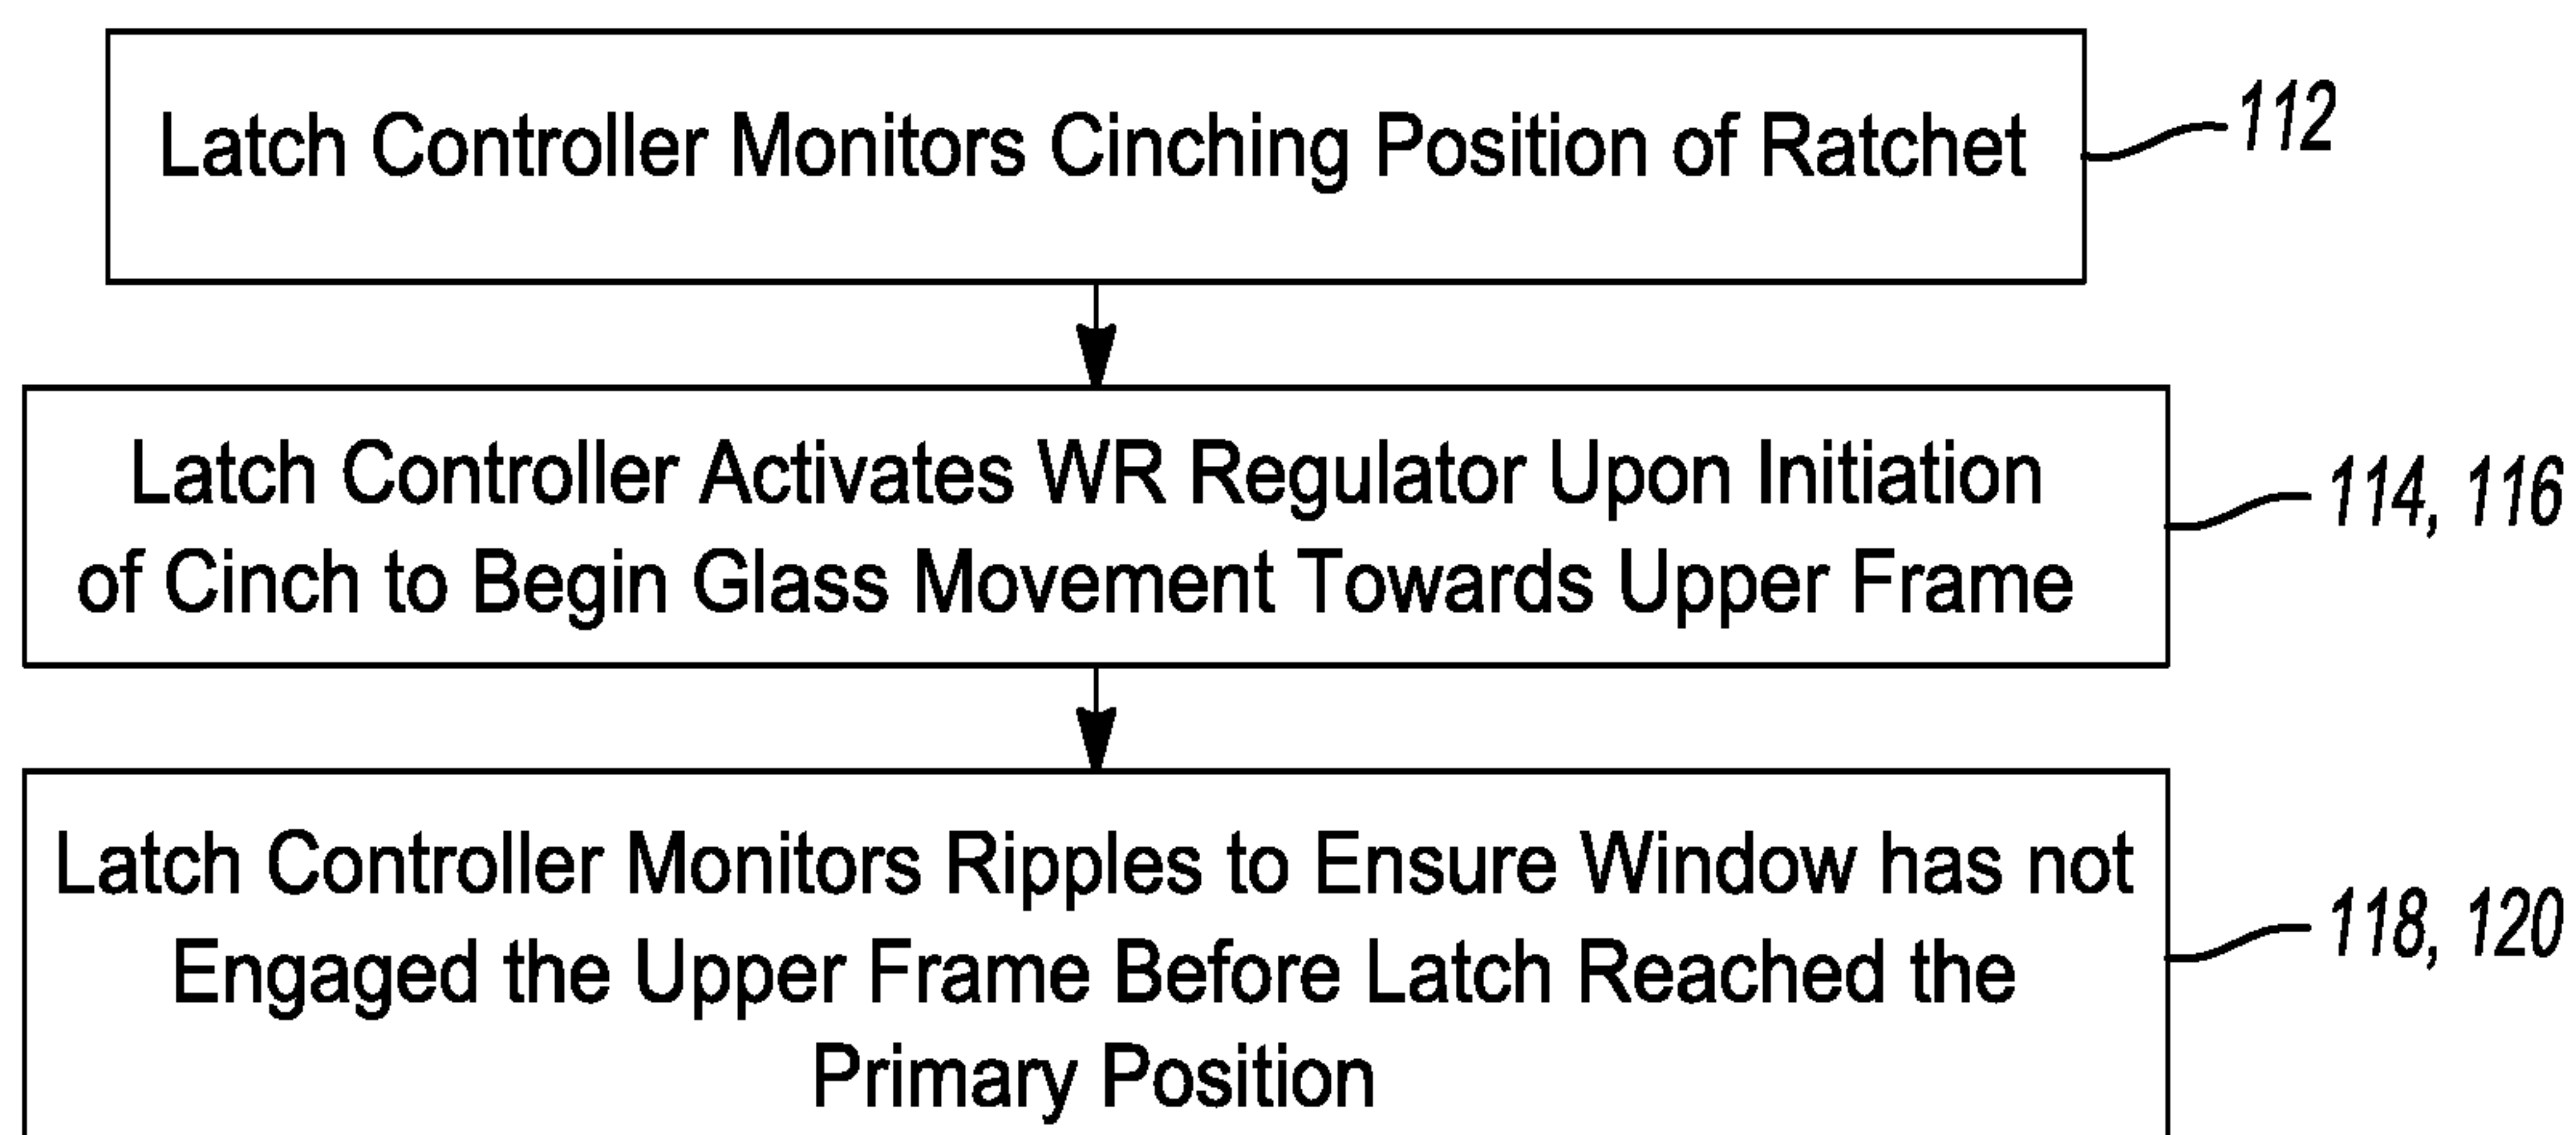 Latch Controller Monitors Cinching Position of Ratchet
112
Latch Controller Activates WR Regulator Upon Initiation
of Cinch to Begin Glass Movement Towards Upper Frame
114, 116
Latch Controller Monitors Ripples to Ensure Window has not
Engaged the Upper Frame Before Latch Reached the
Primary Position
118, 120